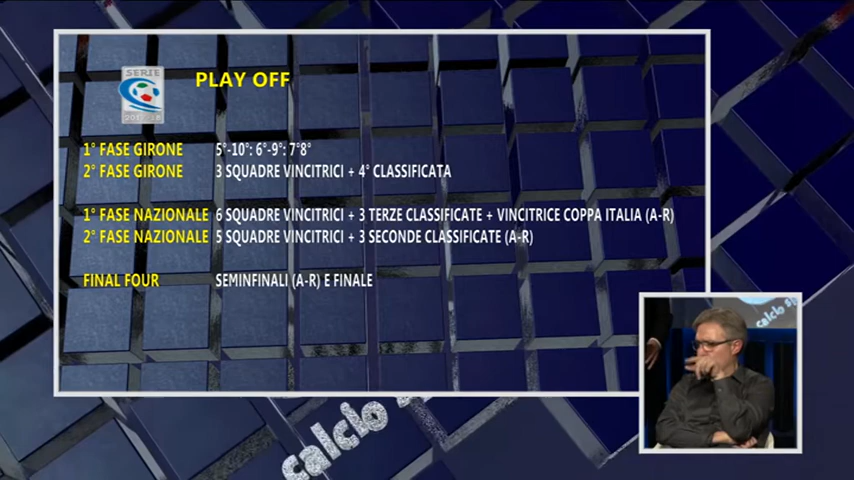 SERIE
PLAY OFF
1° FASE GIRONE 5°-10°: 6°-9°: 7°8°
2° FASE GIRONE 3 SQUADRE VINCITRICI + 4° CLASSIFICATA
1° FASE NAZIONALE 6 SQUADRE VINCITRICI + 3 TERZE CLASSIFICATE + VINCITRICE COPPA ITALIA (A-R)
2° FASE NAZIONALE 5 SQUADRE VINCITRICI + 3 SECONDE CLASSIFICATE (A-R)
FINAL FOUR SEMINFINALI (A-R) E FINALE
calcio
calcio